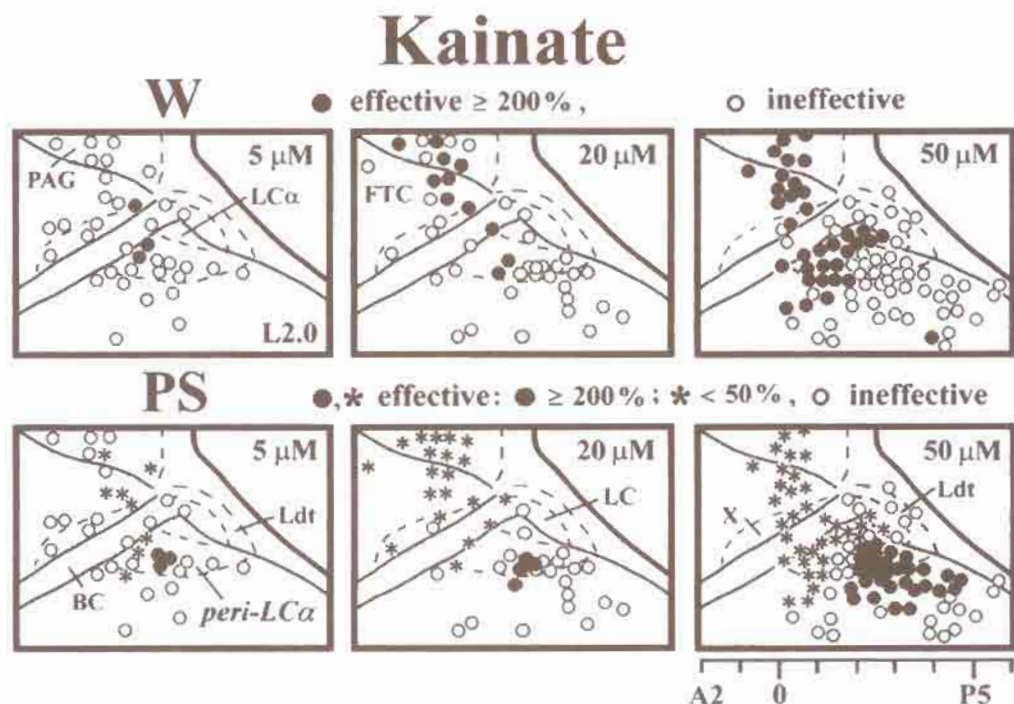 Kainate
W ● effective ≥ 200%, ○ ineffective
5 µM
PAG
LCα
L2.0
20 µM
FTC
50 µM
PS ●,* effective: ● ≥ 200%; * < 50%, ○ ineffective
5 µM
Ldt
BC
peri-LCα
20 µM
LC
50 µM
Ldt
X
A2 0 P5